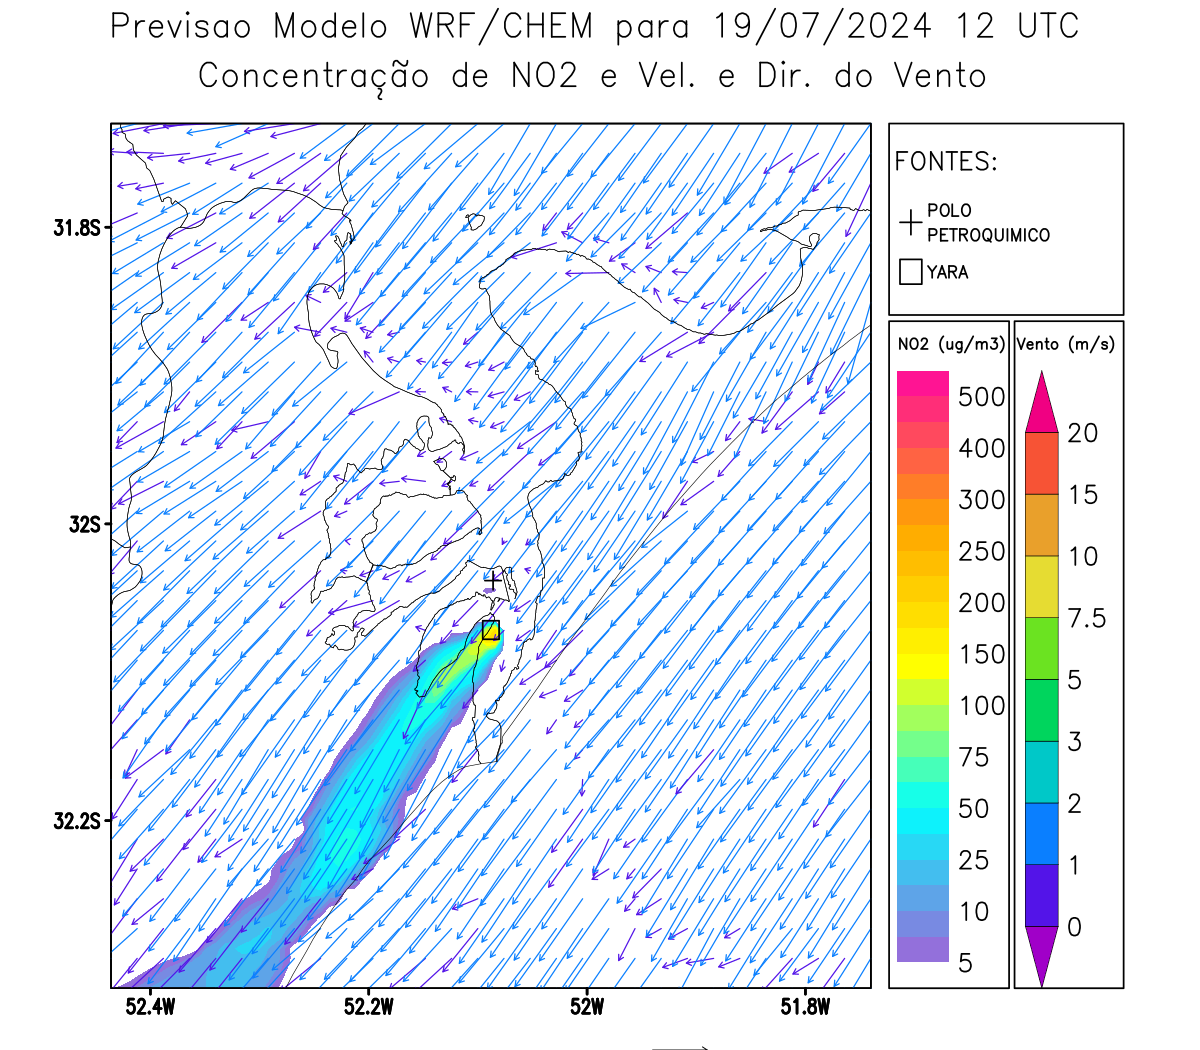 Previsao Modelo WRF/CHEM para 19/07/2024 12 UTC
Concentração de NO2 e Vel. e Dir. do Vento
FONTES:
POLO
PETROQUIMICO
YARA
NO2 (ug/m3)
500
400
300
250
200
150
100
75
50
25
10
5
Vento (m/s)
20
15
10
7.5
5
3
2
1
0
31.8S
32S
32.2S
52.4W
52.2W
52W
51.8W